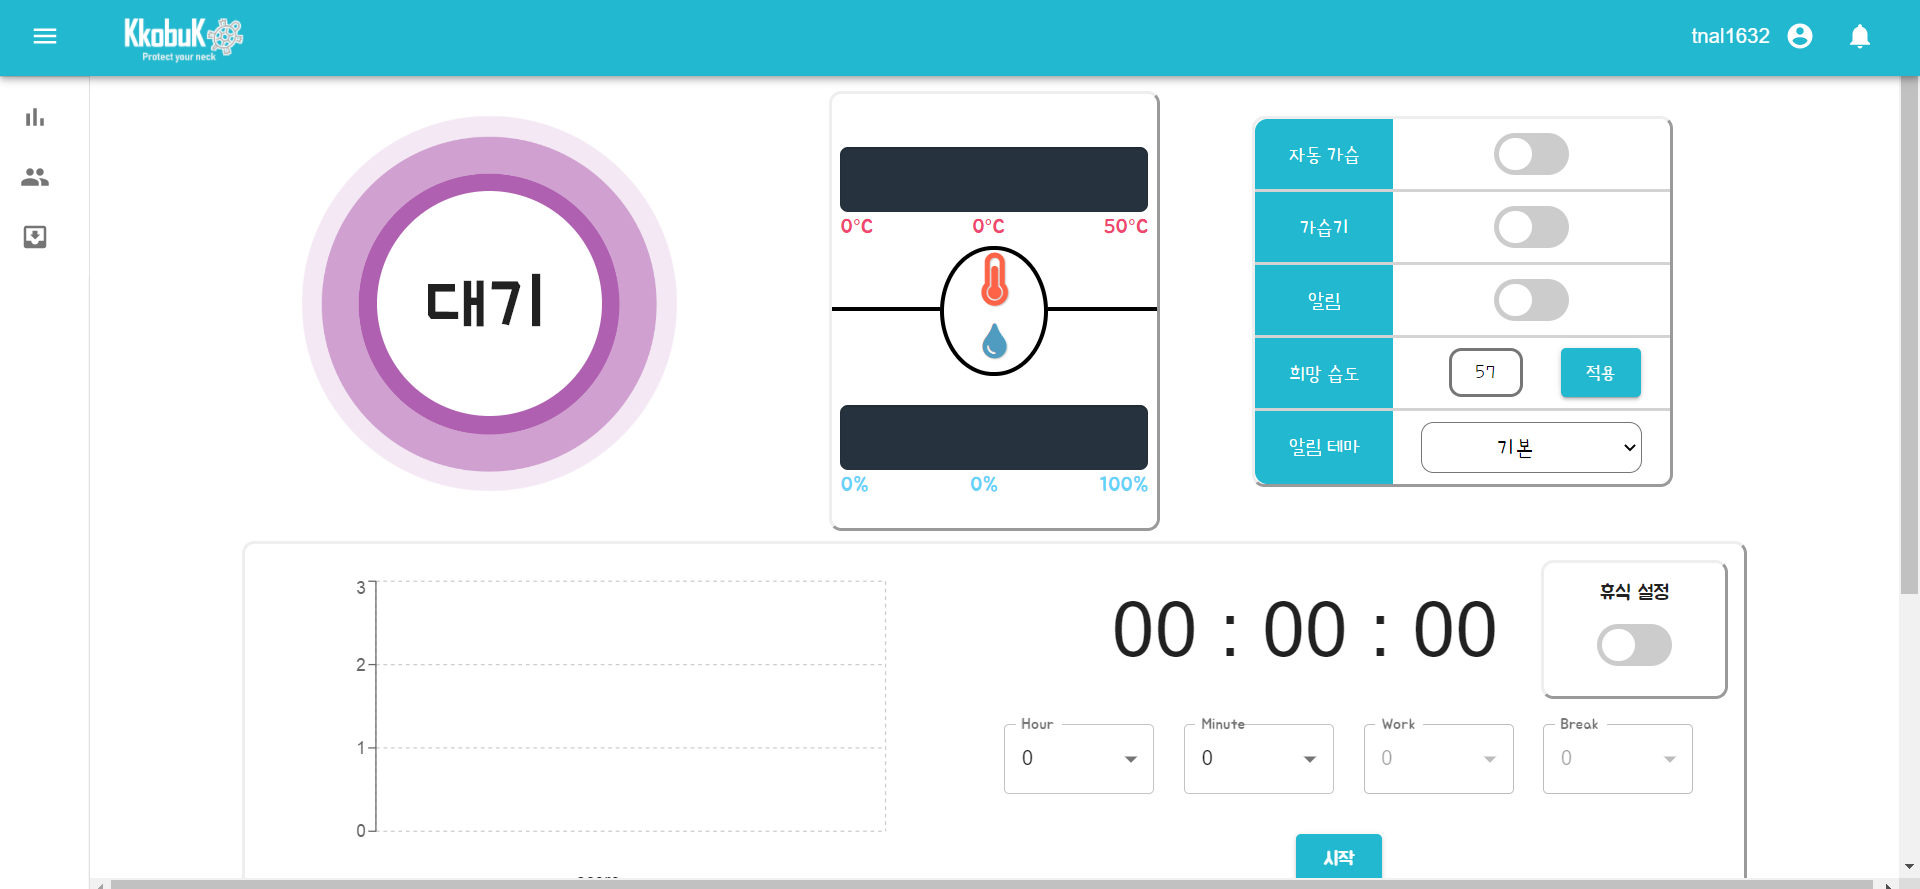 KkobuK
Protect your neck
tnal1632
대기
0°C 0°C 50°C
0% 0% 100%
자동 가습
가습기
알림
희망 습도 57 적용
알림 테마 기본
3
2
1
0
00 : 00 : 00
휴식 설정
Hour Minute Work Break
0 0 0 0
시작